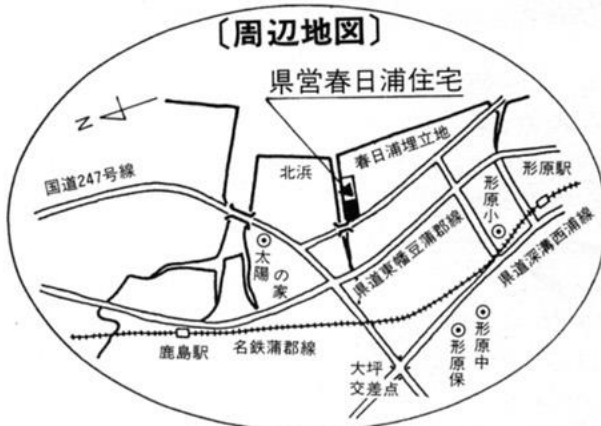 〔周辺地図〕
県営春日浦住宅
N
国道247号線
北浜
春日浦埋立地
形原駅
形原小
太陽の家
県道東幡豆蒲郡線
県道深溝西浦線
鹿島駅
名鉄蒲郡線
大坪
交差点
形原保
形原中